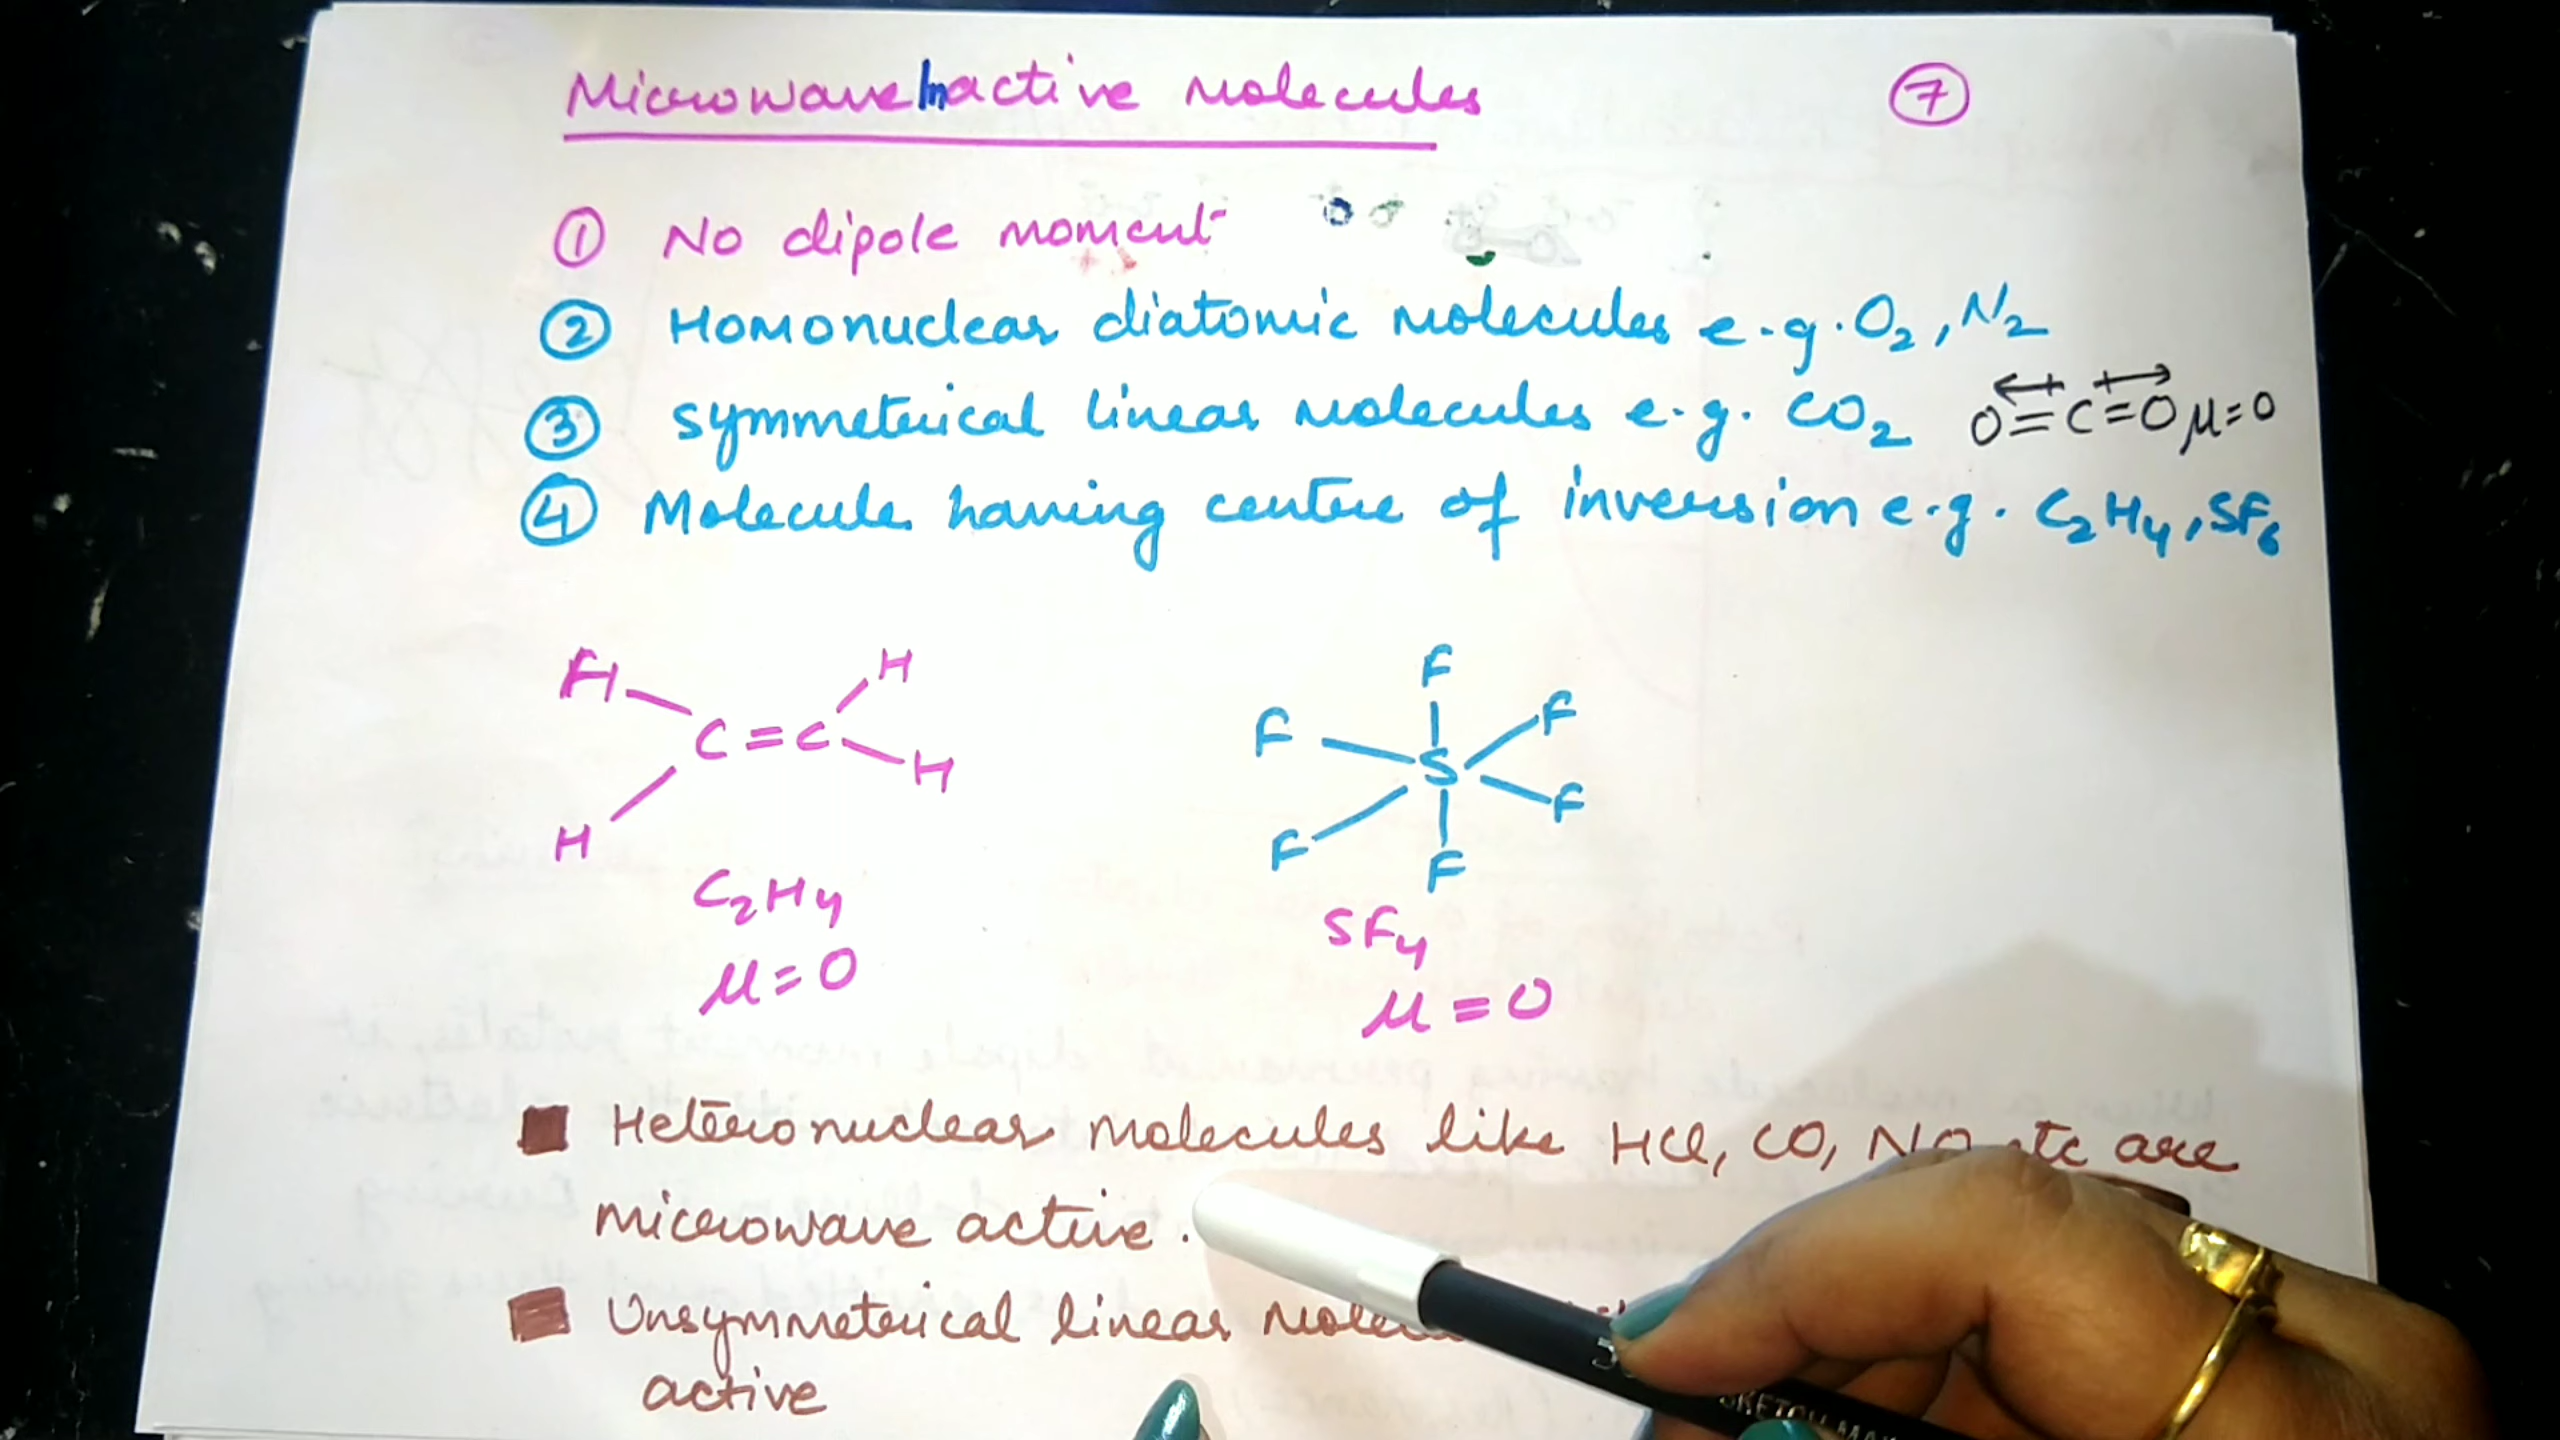 Microwave Inactive Molecules
7
① No dipole moment
② Homonuclear diatomic molecules e.g. O₂, N₂
③ symmetrical linear molecules e.g. CO₂ O=C=O μ=0
④ Molecule having centre of inversion e.g. C₂H₄, SF₆
H H
C=C
H
H
C₂H₄
μ=0
F
F F
S
F
F F
SF₄
μ=0
Heteronuclear molecules like HCl, CO, NO etc are
microwave active.
Unsymmetrical linear
active